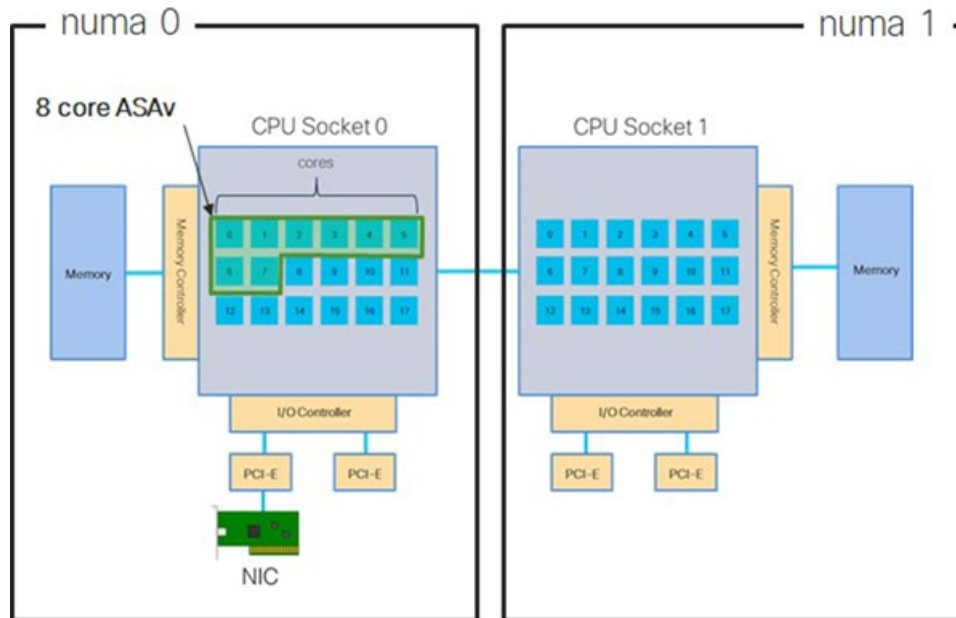 numa 0
numa 1
8 core ASAv
CPU Socket 0
CPU Socket 1
cores
0 1 2 3 4 5
6 7 8 9 10 11
12 13 14 15 16 17
0 1 2 3 4 5
6 7 8 9 10 11
12 13 14 15 16 17
Memory
Memory Controller
Memory Controller
Memory
I/O Controller
I/O Controller
PCI-E
PCI-E
PCI-E
PCI-E
NIC